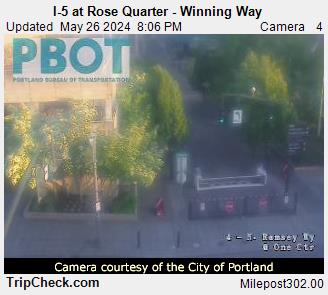 I-5 at Rose Quarter - Winning Way
Updated May 26 2024 8:06 PM Camera 4
PBOT
PORTLAND BUREAU OF TRANSPORTATION
4 - N. Ramsey Wy
@ One Ctr
Camera courtesy of the City of Portland
TripCheck.com Milepost302.00